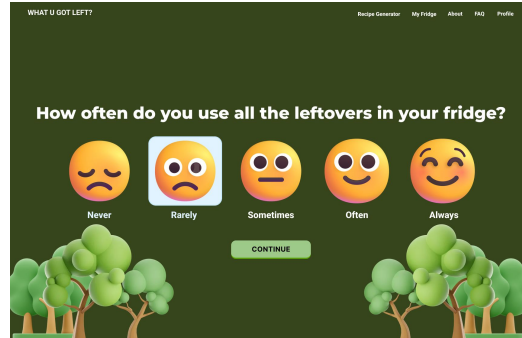 WHAT U GOT LEFT?
Recipe Generator My Fridge About FAQ Profile
How often do you use all the leftovers in your fridge?
Never Rarely Sometimes Often Always
CONTINUE